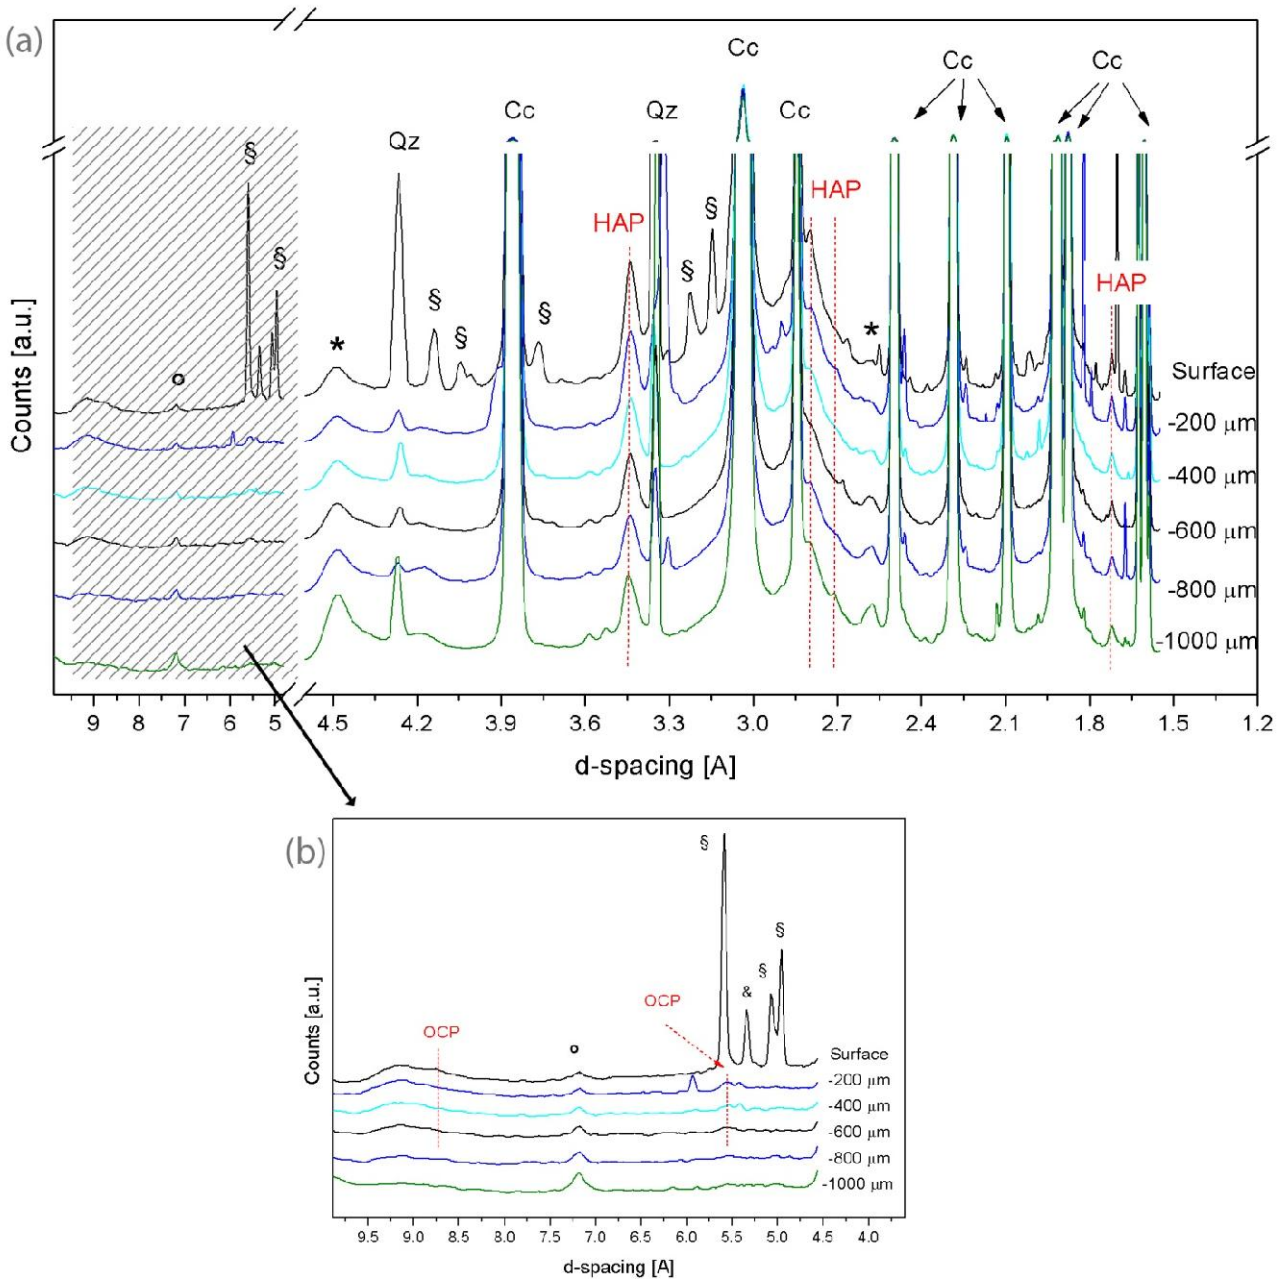 (a)
Cc
Cc
Cc
Qz
Cc
Qz
Cc
§
§
HAP
HAP
§
§
§
§
§
§
*
*
o
HAP
Surface
-200 μm
-400 μm
-600 μm
-800 μm
-1000 μm
Counts [a.u.]
9 8 7 6 5 4.5 4.2 3.9 3.6 3.3 3.0 2.7 2.4 2.1 1.8 1.5 1.2
d-spacing [A]
(b)
§
§
§
&
OCP
OCP
o
Surface
-200 μm
-400 μm
-600 μm
-800 μm
-1000 μm
Counts [a.u.]
9.5 9.0 8.5 8.0 7.5 7.0 6.5 6.0 5.5 5.0 4.5 4.0
d-spacing [A]